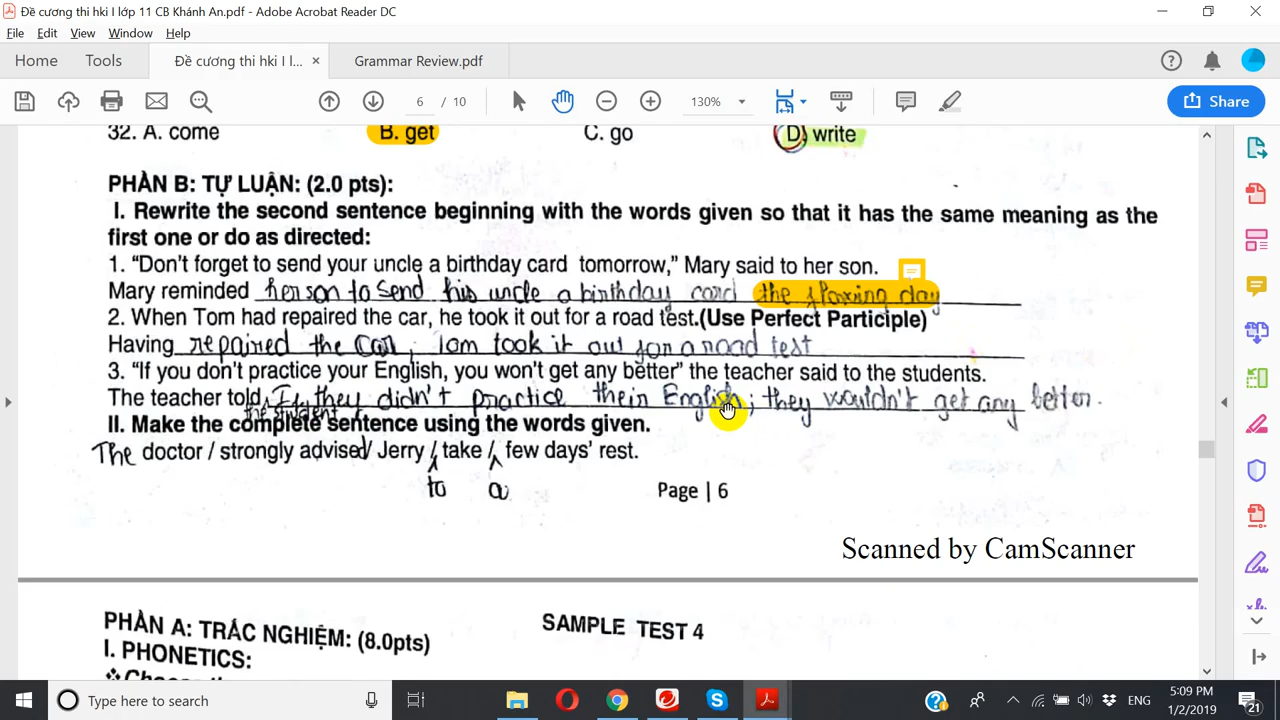 Đề cương thi hki I lớp 11 CB Khánh An.pdf - Adobe Acrobat Reader DC
File Edit View Window Help
Home Tools Đề cương thi hki I l... × Grammar Review.pdf
6 / 10 130% Share
32. A. come B. get C. go D. write
PHẦN B: TỰ LUẬN: (2.0 pts):
I. Rewrite the second sentence beginning with the words given so that it has the same meaning as the
first one or do as directed:
1. “Don’t forget to send your uncle a birthday card tomorrow,” Mary said to her son.
Mary reminded her son to send his uncle a birthday card the floxing day
2. When Tom had repaired the car, he took it out for a road test.(Use Perfect Participle)
Having repaired the car, Tom took it out for a road test
3. “If you don’t practice your English, you won’t get any better” the teacher said to the students.
The teacher told If they didn't practice their English, they wouldn't get any better.
the student
II. Make the complete sentence using the words given.
The doctor / strongly advised/ Jerry / take / few days’ rest.
to a
Page | 6
Scanned by CamScanner
PHẦN A: TRẮC NGHIỆM: (8.0pts) SAMPLE TEST 4
I. PHONETICS:
Type here to search
ENG 5:09 PM
1/2/2019 21